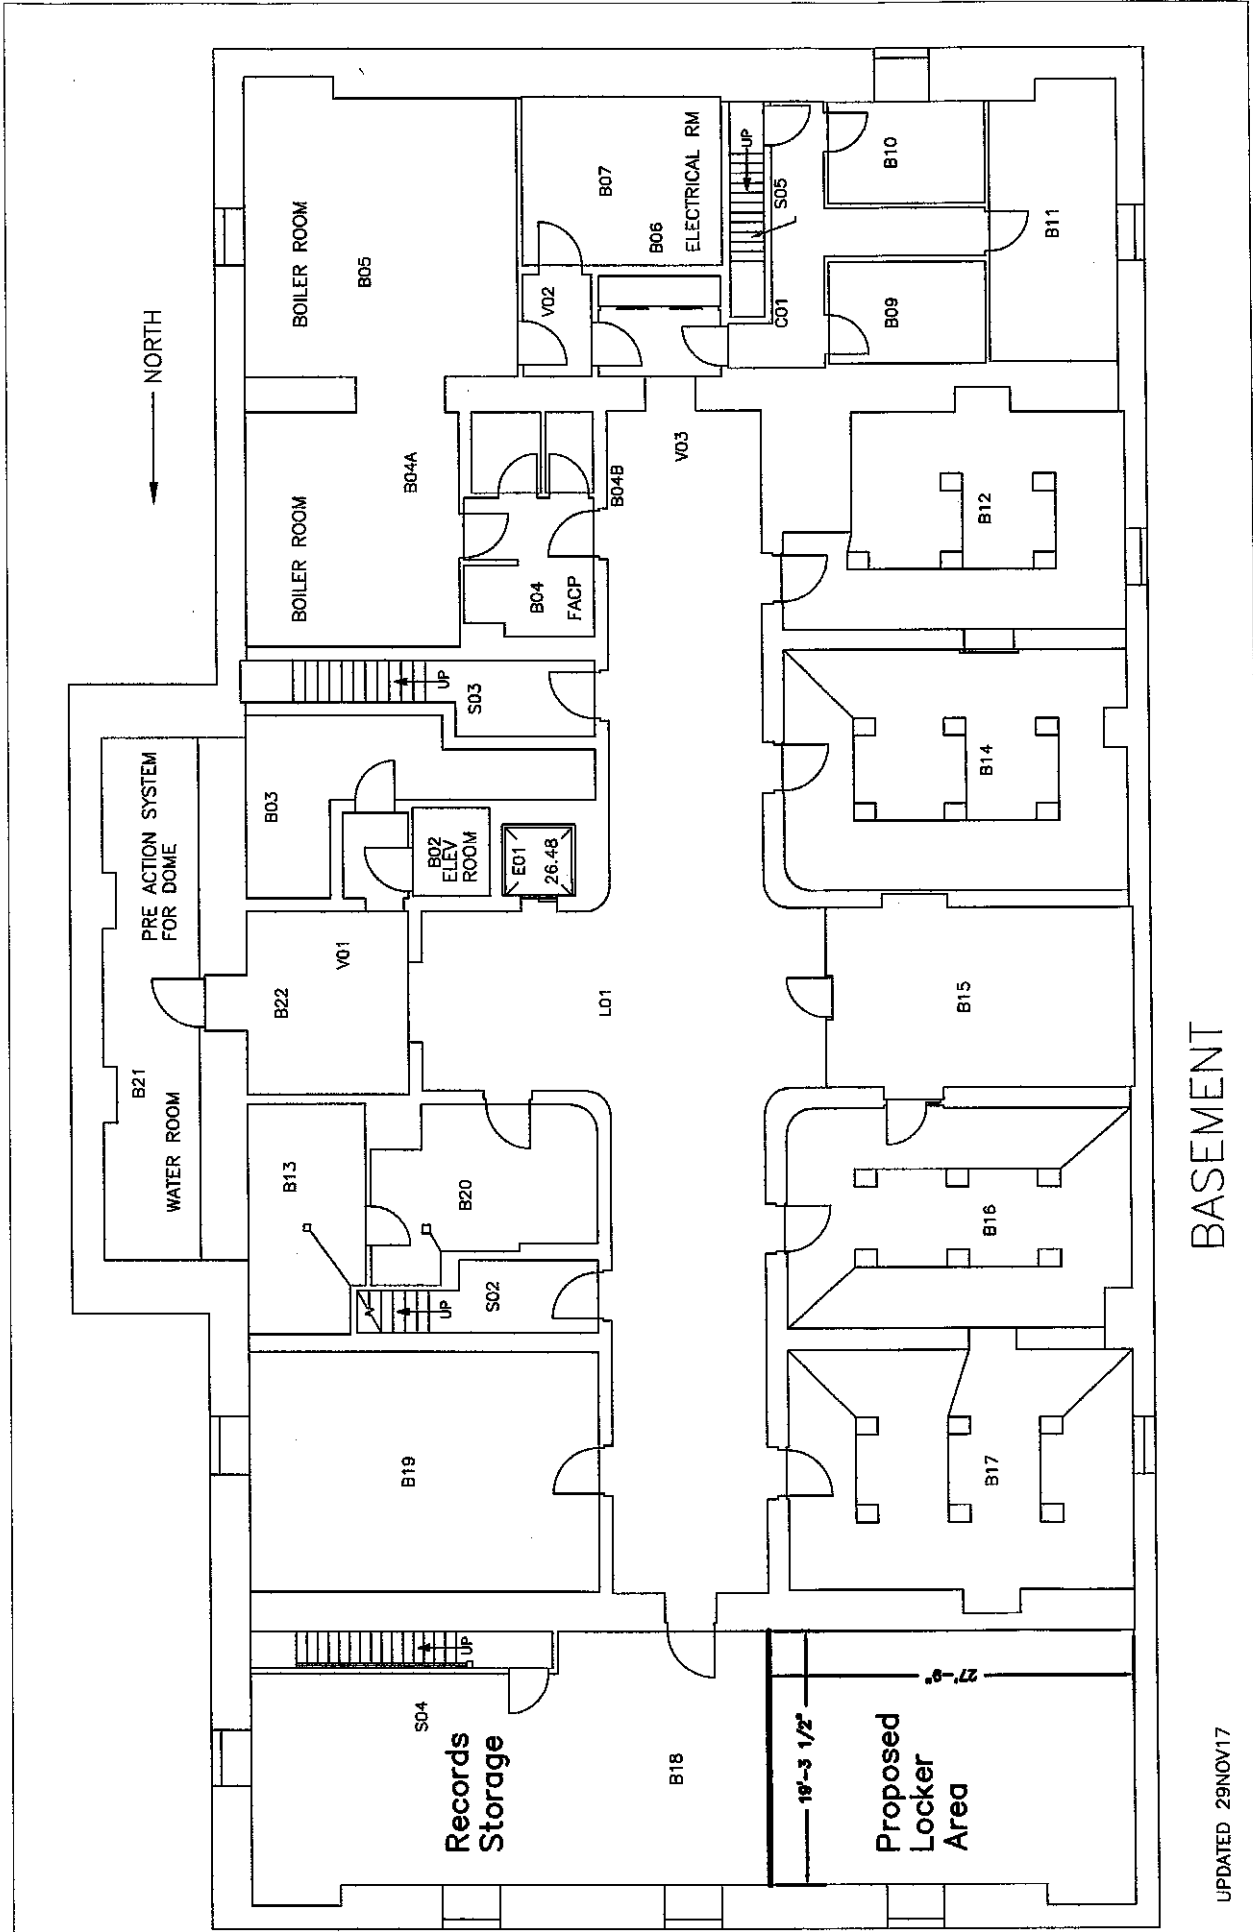 NORTH
BOILER ROOM
B05
BOILER ROOM
B04A
B07
B06
ELECTRICAL RM
V02
UP
S05
C01
B10
B09
B11
V03
B04B
B04
FACP
B12
UP
S03
B03
B02
ELEV
ROOM
E01
26.48
B14
PRE ACTION SYSTEM
FOR DOME
B21
WATER ROOM
V01
B22
L01
B15
B13
B20
B16
UP
S02
B19
B17
UP
S04
Records
Storage
B18
27'-9"
19'-3 1/2"
Proposed
Locker
Area
BASEMENT
UPDATED 29NOV17